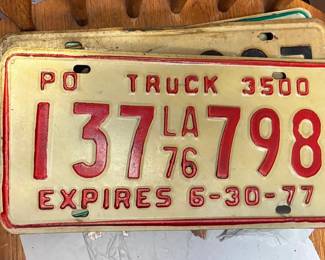 PO TRUCK 3500
137 LA 76 798
EXPIRES 6-30-77